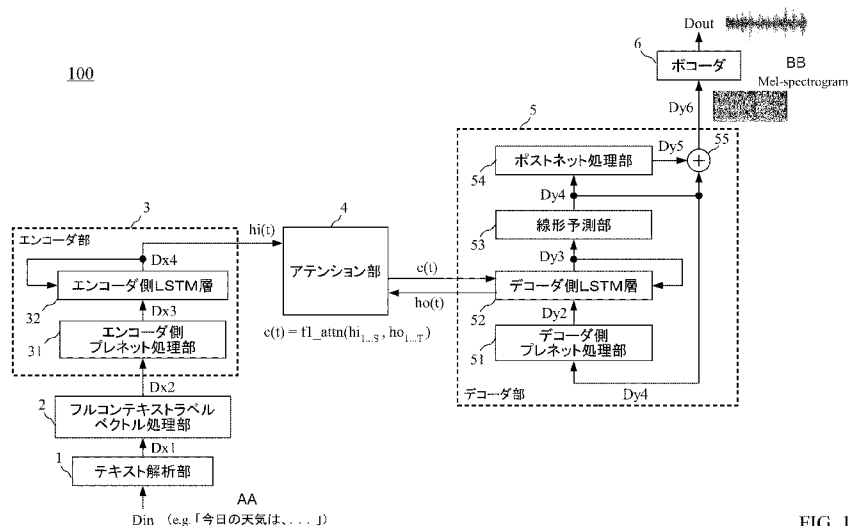 Dout
6
ボコーダ
BB
Mel-spectrogram
100
Dy6
5
55
Dy5
ポストネット処理部
54
Dy4
線形予測部
53
Dy3
デコーダ側LSTM層
52
Dy2
デコーダ側
プレネット処理部
51
Dy4
デコーダ部
3
エンコーダ部
hi(t)
4
アテンション部
c(t)
ho(t)
c(t) = f1_attn(hi1...S, ho1...T)
Dx4
エンコーダ側LSTM層
32
Dx3
エンコーダ側
プレネット処理部
31
Dx2
2
フルコンテキストラベル
ベクトル処理部
Dx1
1
テキスト解析部
AA
Din (e.g.「今日の天気は、...」)
FIG. 1